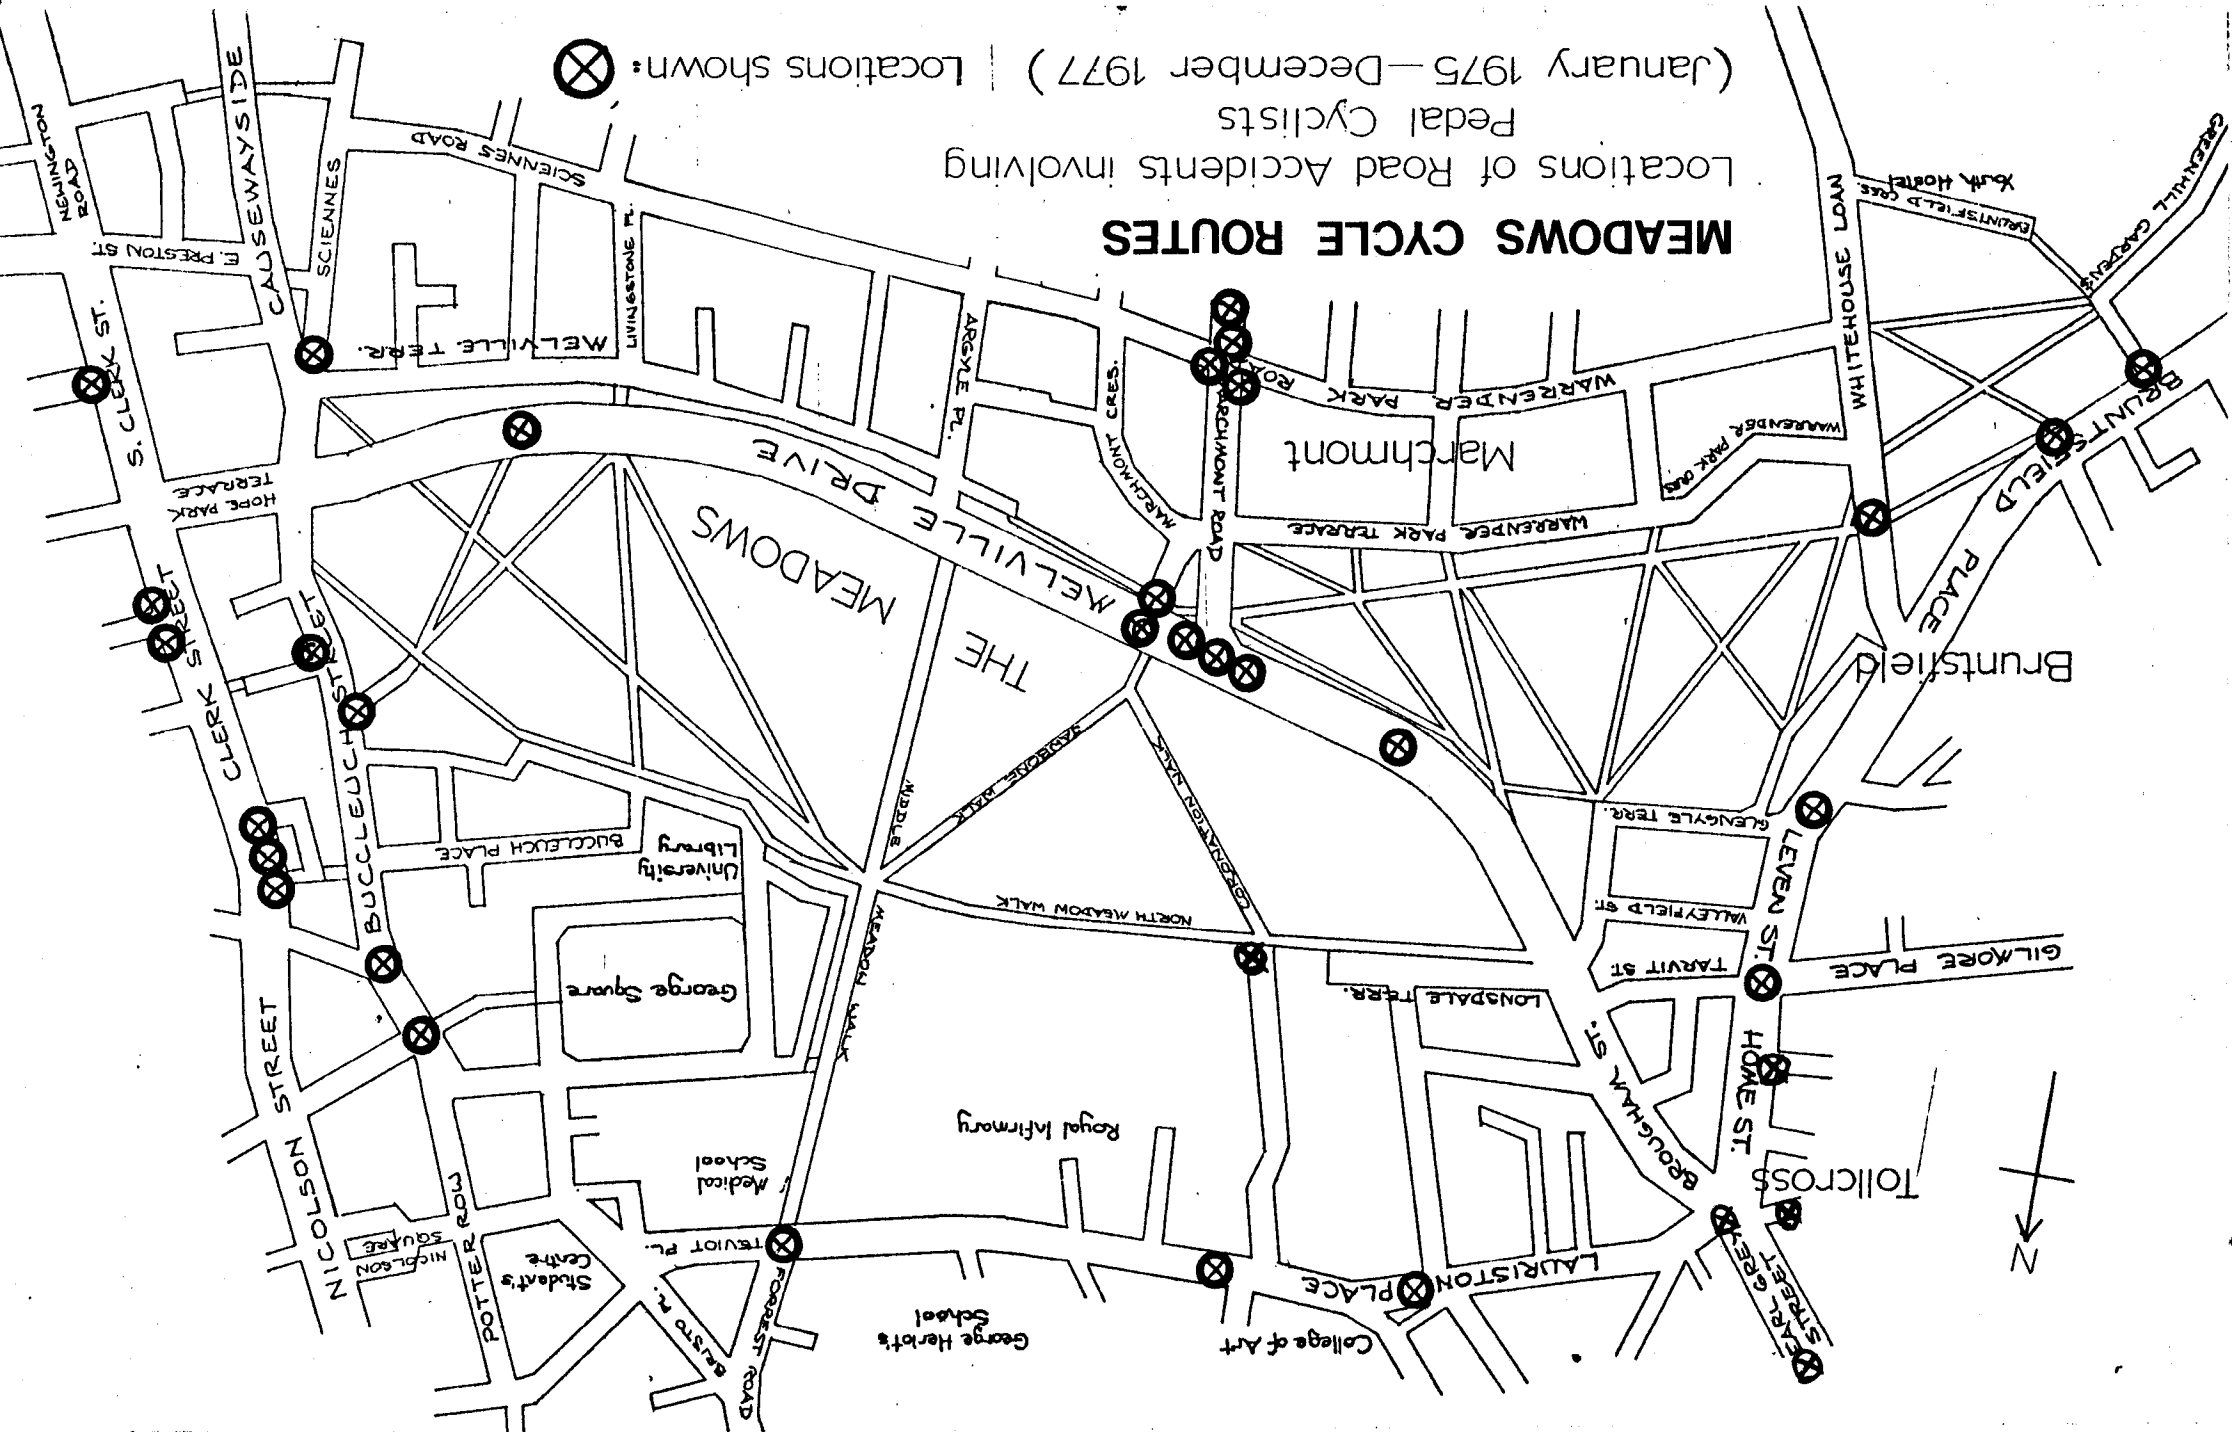 MEADOWS CYCLE ROUTES
Locations of Road Accidents involving
Pedal Cyclists
(January 1975 — December 1977) | Locations shown:
N
EARL GREY
STREET
Tollcross
HOME ST.
BROUGHAM ST.
LAURISTON
PLACE
College of Art
George Heriot's
School
FORREST ROAD
BRISTO PL.
TEVIOT PL.
Student's
Centre
POTTERROW
NICOLSON
SQUARE
NICOLSON STREET
Medical
School
Royal Infirmary
GILMORE PLACE
TARVIT ST.
VALLEYFIELD ST.
LONSDALE TERR.
LEVEN ST.
GLENGYLE TERR.
NORTH MEADOW WALK
CORONATION WALK
JAWBONE WALK
MIDDLE
MEADOW WALK
George Square
University
Library
BUCCLEUCH PLACE
BUCCLEUCH STREET
CLERK STREET
Bruntsfield
BRUNTSFIELD PLACE
THE
MEADOWS
MELVILLE DRIVE
WARRENDER PARK TERRACE
WARRENDER PARK CRES.
MARCHMONT ROAD
Marchmont
MARCHMONT CRES.
HOPE PARK
TERRACE
S. CLERK ST.
WARRENDER PARK ROAD
WHITEHOUSE LOAN
ARGYLE PL.
MELVILLE TERR.
LIVINGSTONE PL.
GREENHILL GARDENS
BRUNTSFIELD CRES.
Youth Hostel
SCIENNES
SCIENNES ROAD
CAUSEWAYSIDE
E. PRESTON ST.
NEWINGTON
ROAD